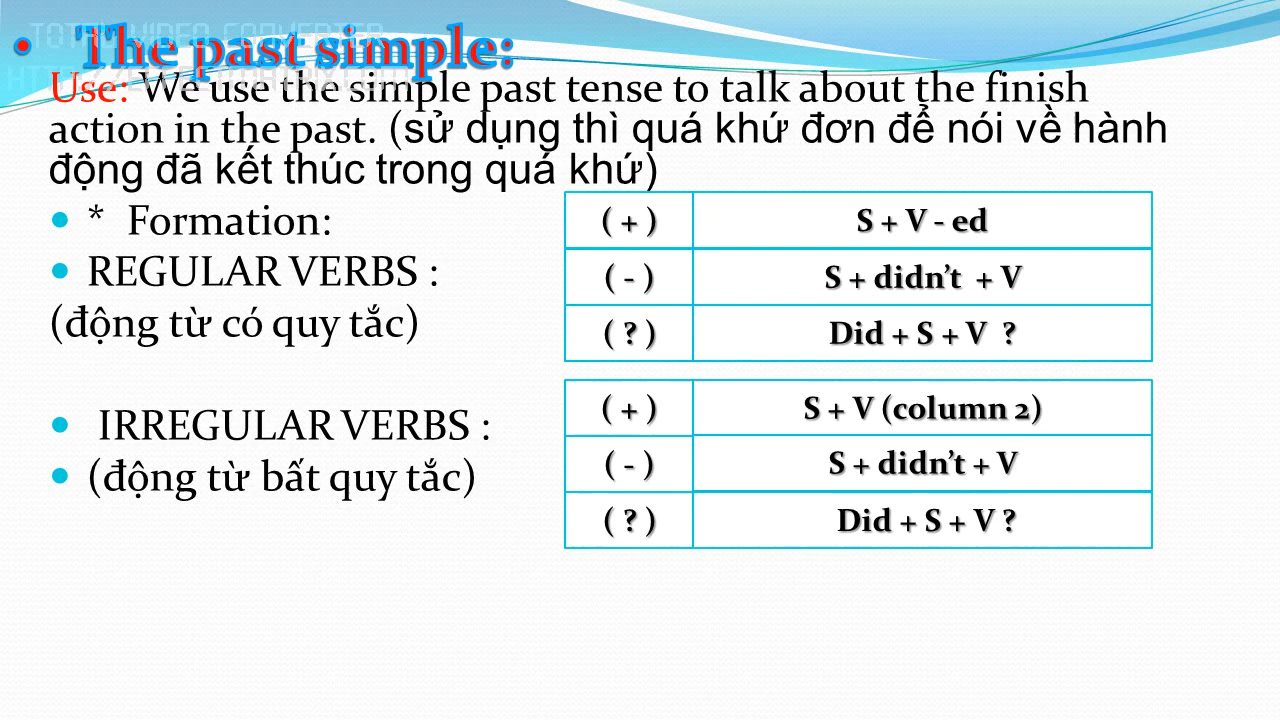 • The past simple:
TOTAL VIDEO CONVERTER
Use: We use the simple past tense to talk about the finish
action in the past. (sử dụng thì quá khứ đơn để nói về hành
động đã kết thúc trong quá khứ)
• * Formation:
• REGULAR VERBS :
(động từ có quy tắc)
( + ) S + V - ed
( - ) S + didn’t + V
( ? ) Did + S + V ?
• IRREGULAR VERBS :
• (động từ bất quy tắc)
( + ) S + V (column 2)
( - ) S + didn’t + V
( ? ) Did + S + V ?